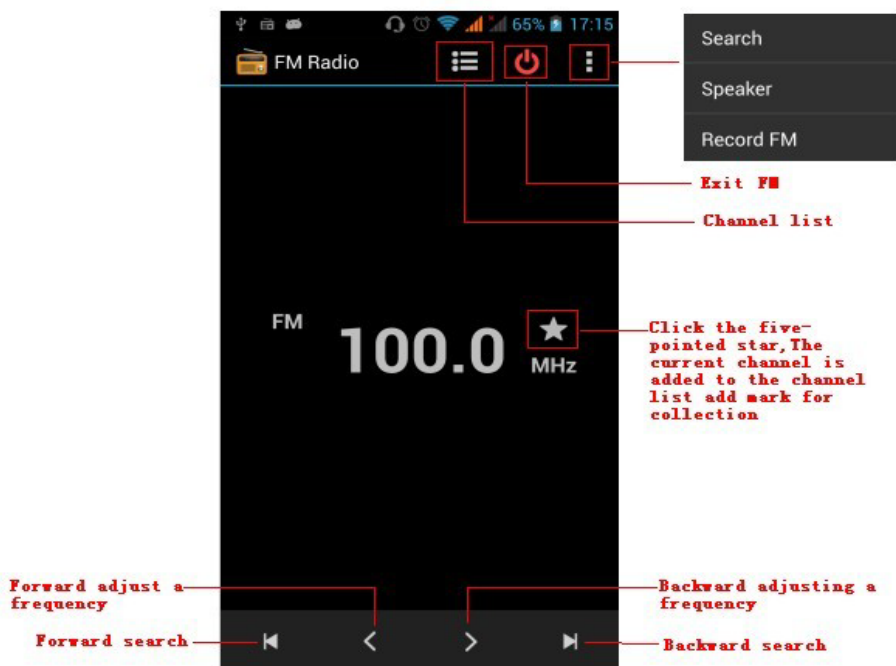 65% 17:15
FM Radio
Search
Speaker
Record FM
Exit FM
Channel list
FM
100.0
MHz
Click the five-
pointed star,The
current channel is
added to the channel
list add mark for
collection
Forward adjust a
frequency
Backward adjusting a
frequency
Forward search
Backward search